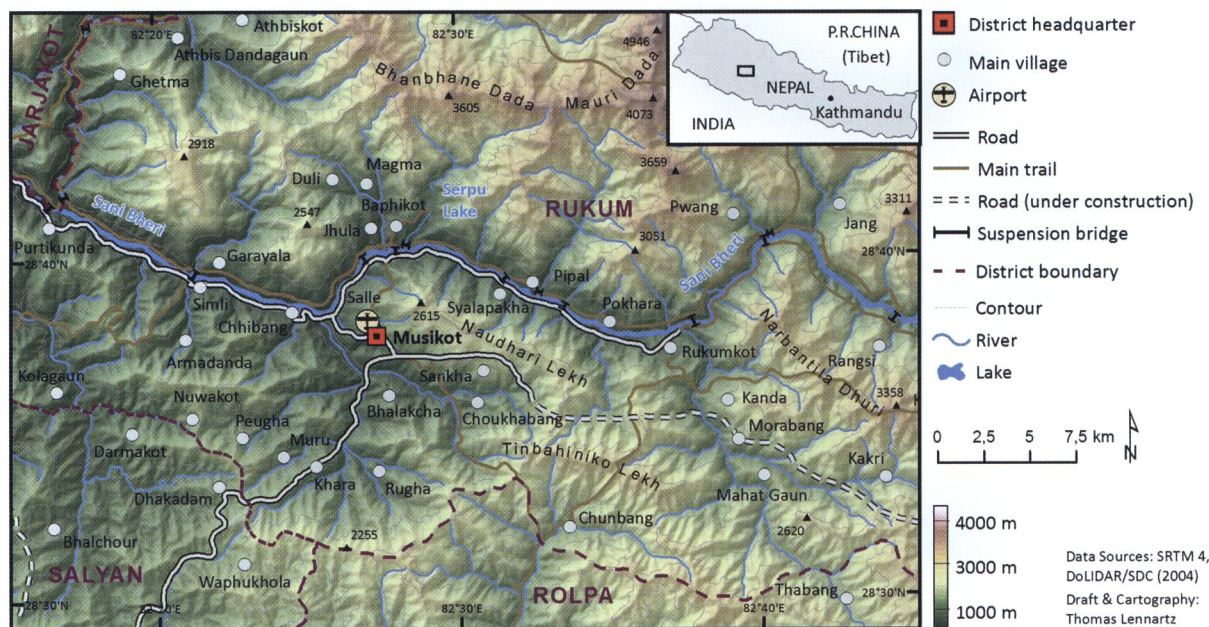 82°20'E
82°30'E
Athbiskot
Athbis Dandagaun
Ghetma
JARJAKOT
Bhanbhane Dada
Mauri Dada
4946
3605
4073
P.R.CHINA
(Tibet)
NEPAL
Kathmandu
INDIA
2918
3659
Magma
Duli
Baphikot
Serpu
Lake
RUKUM
Pwang
Jang
3311
Sani Bheri
2547
Jhula
3051
Purtikunda
28°40'N
Garayala
Pipal
Sani Bheri
28°40'N
Simli
Salle
2615
Syalapakha
Pokhara
Chhibang
Musikot
Naudhari Lekh
Narbantila Dhuri
Armadanda
Rukumkot
Rangsi
Kolagaun
Sankha
3358
Nuwakot
Bhalakcha
Choukhabang
Kanda
Peugha
Morabang
Darmakot
Muru
Tinbahiniko Lekh
Kakri
Dhakadam
Khara
Rugha
Mahat Gaun
Bhalchour
2255
Chunbang
2620
SALYAN
Waphukhola
ROLPA
Thabang
28°30'N
28°30'N
82°20'E
82°30'E
82°40'E
District headquarter
Main village
Airport
Road
Main trail
Road (under construction)
Suspension bridge
District boundary
Contour
River
Lake
0 2,5 5 7,5 km
N
4000 m
3000 m
1000 m
Data Sources: SRTM 4,
DoLIDAR/SDC (2004)
Draft & Cartography:
Thomas Lennartz